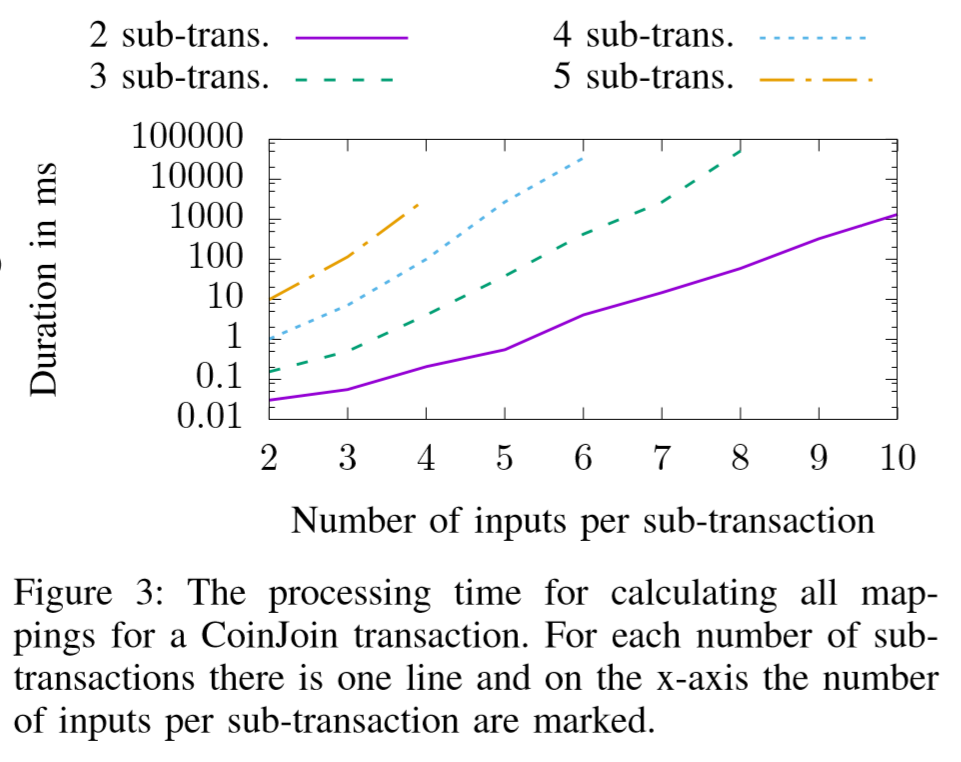 2 sub-trans.
3 sub-trans.
4 sub-trans.
5 sub-trans.
Duration in ms
100000
10000
1000
100
10
1
0.1
0.01
2 3 4 5 6 7 8 9 10
Number of inputs per sub-transaction
Figure 3: The processing time for calculating all map-
pings for a CoinJoin transaction. For each number of sub-
transactions there is one line and on the x-axis the number
of inputs per sub-transaction are marked.